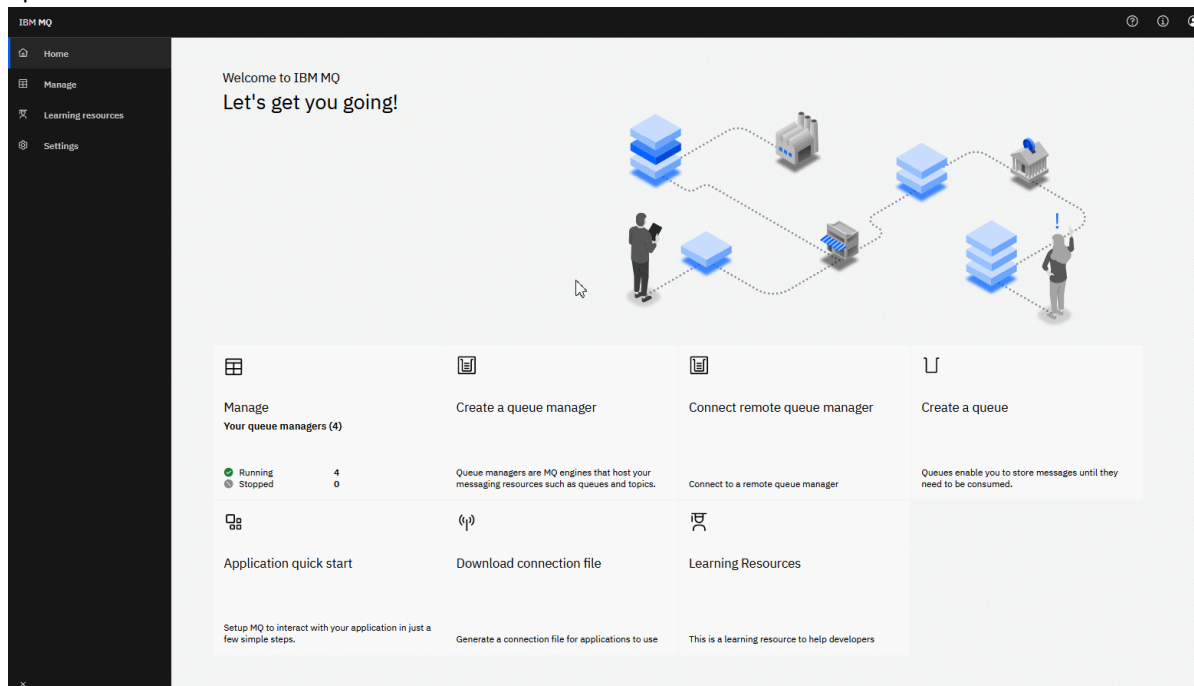 IBM MQ
Home
Manage
Learning resources
Settings
Welcome to IBM MQ
Let's get you going!
Manage
Your queue managers (4)
Running 4
Stopped 0
Create a queue manager
Queue managers are MQ engines that host your
messaging resources such as queues and topics.
Connect remote queue manager
Connect to a remote queue manager
Create a queue
Queues enable you to store messages until they
need to be consumed.
Application quick start
Setup MQ to interact with your application in just a
few simple steps.
Download connection file
Generate a connection file for applications to use
Learning Resources
This is a learning resource to help developers